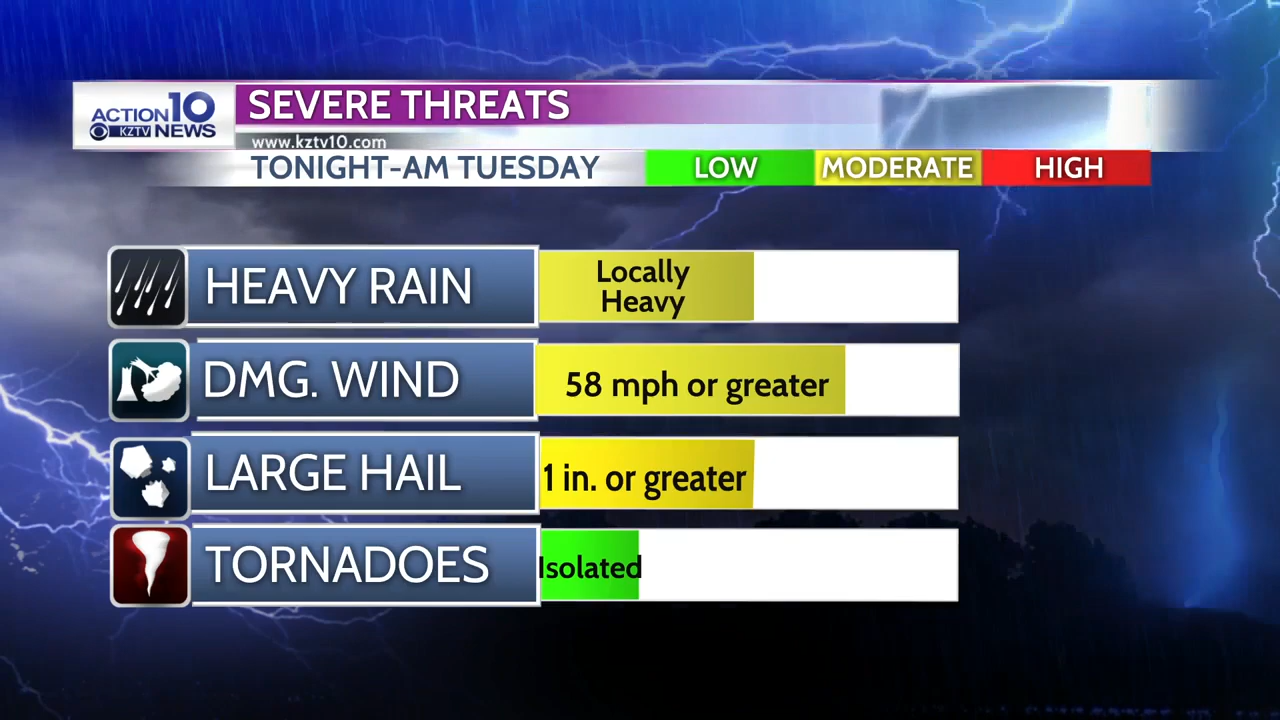 ACTION 10
KZTV NEWS
SEVERE THREATS
www.kztv10.com
TONIGHT-AM TUESDAY
LOW
MODERATE
HIGH
HEAVY RAIN
Locally
Heavy
DMG. WIND
58 mph or greater
LARGE HAIL
1 in. or greater
TORNADOES
Isolated